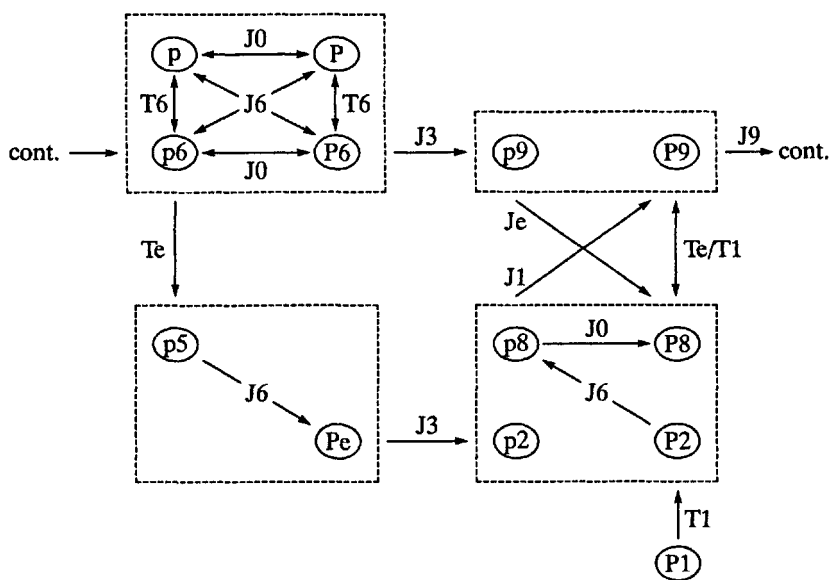 p J0 P
T6 J6 T6
cont. p6 J0 P6 J3 p9 P9 J9 cont.
Te Je J1 Te/T1
p5 J6 Pe J3 p8 J0 P8
J6
p2 P2
T1
P1